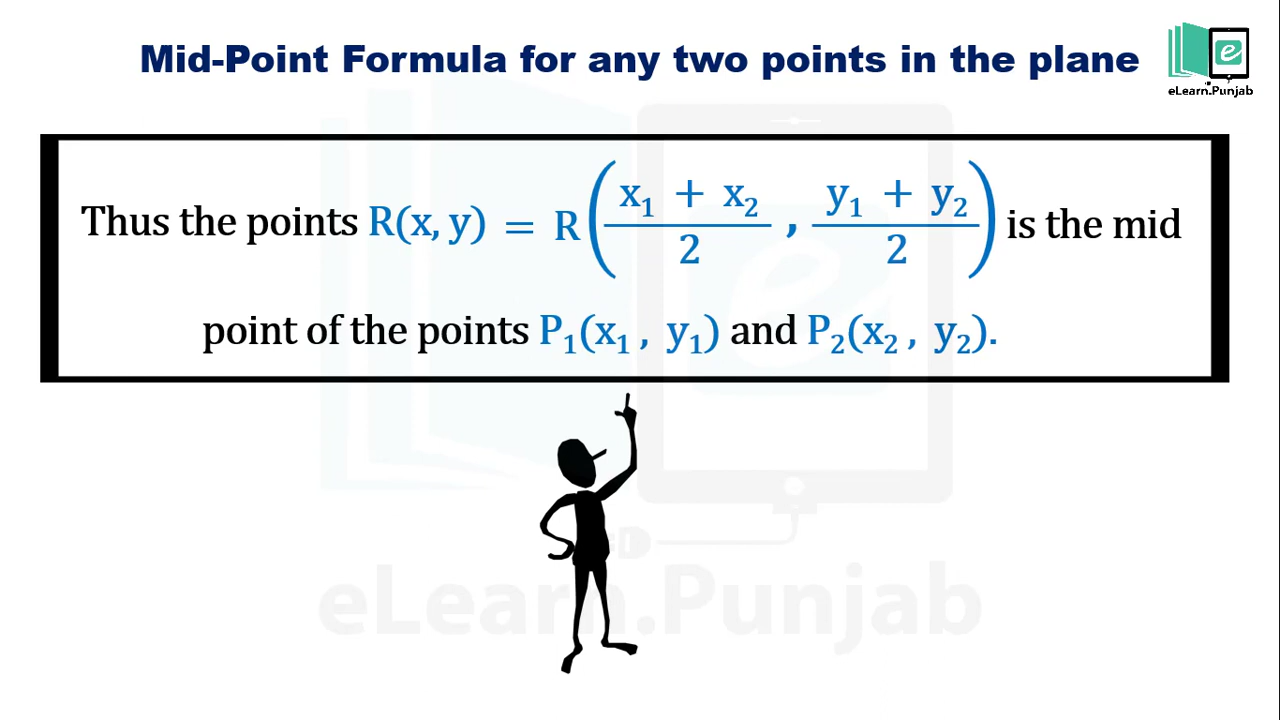 Mid-Point Formula for any two points in the plane
e
eLearn.Punjab
Thus the points R(x, y) = R((x₁ + x₂)/2 , (y₁ + y₂)/2) is the mid
point of the points P₁(x₁ , y₁) and P₂(x₂ , y₂).
e
eLearn.Punjab